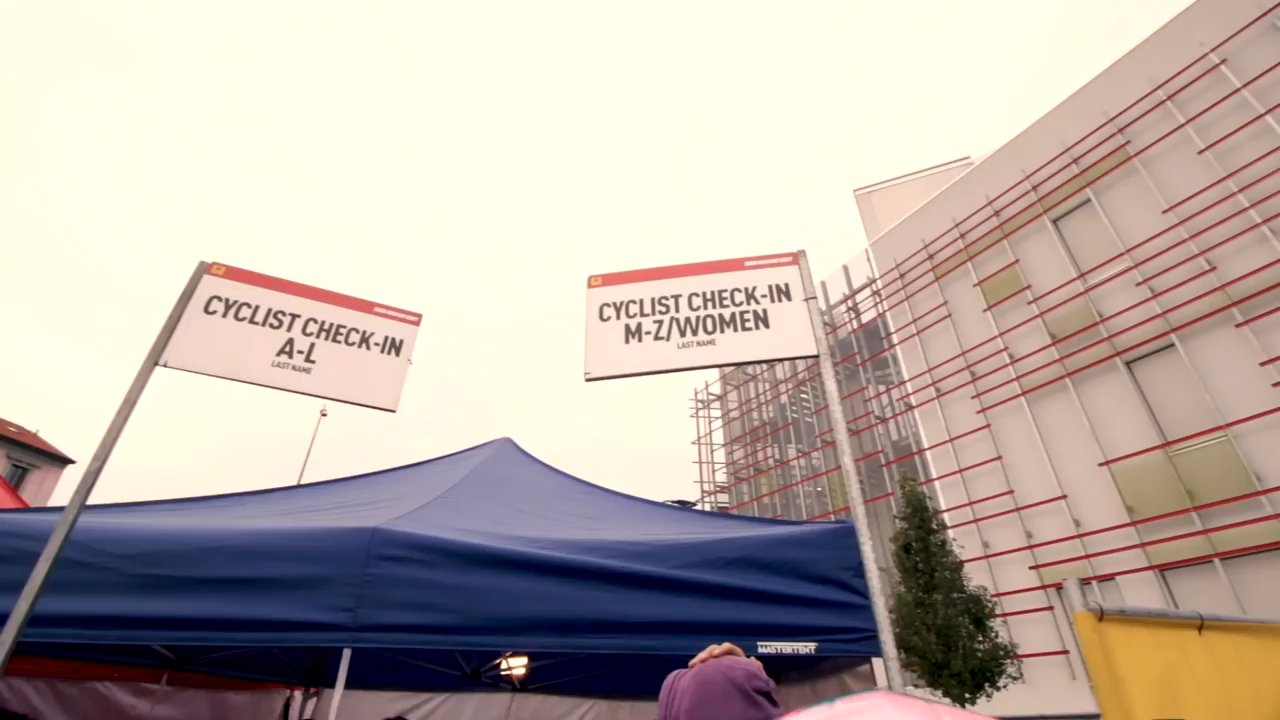 CYCLIST CHECK-IN
A-L
LAST NAME
CYCLIST CHECK-IN
M-Z/WOMEN
LAST NAME
MASTERTENT